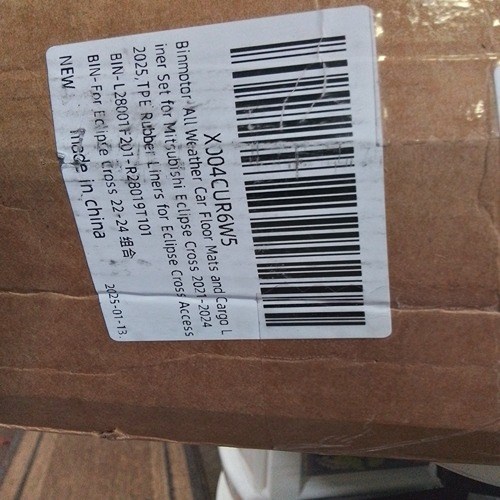 X004CUR6W5
Binmotor-All Weather Car Floor Mats and Cargo L
iner Set for Mitsubishi Eclipse Cross 2021-2024
2025,TPE Rubber Liners for Eclipse Cross Access
BIN-L28001F201-R28019T101
BIN-For Eclipse Cross 22-24 组合
NEW made in china
2025-01-13.